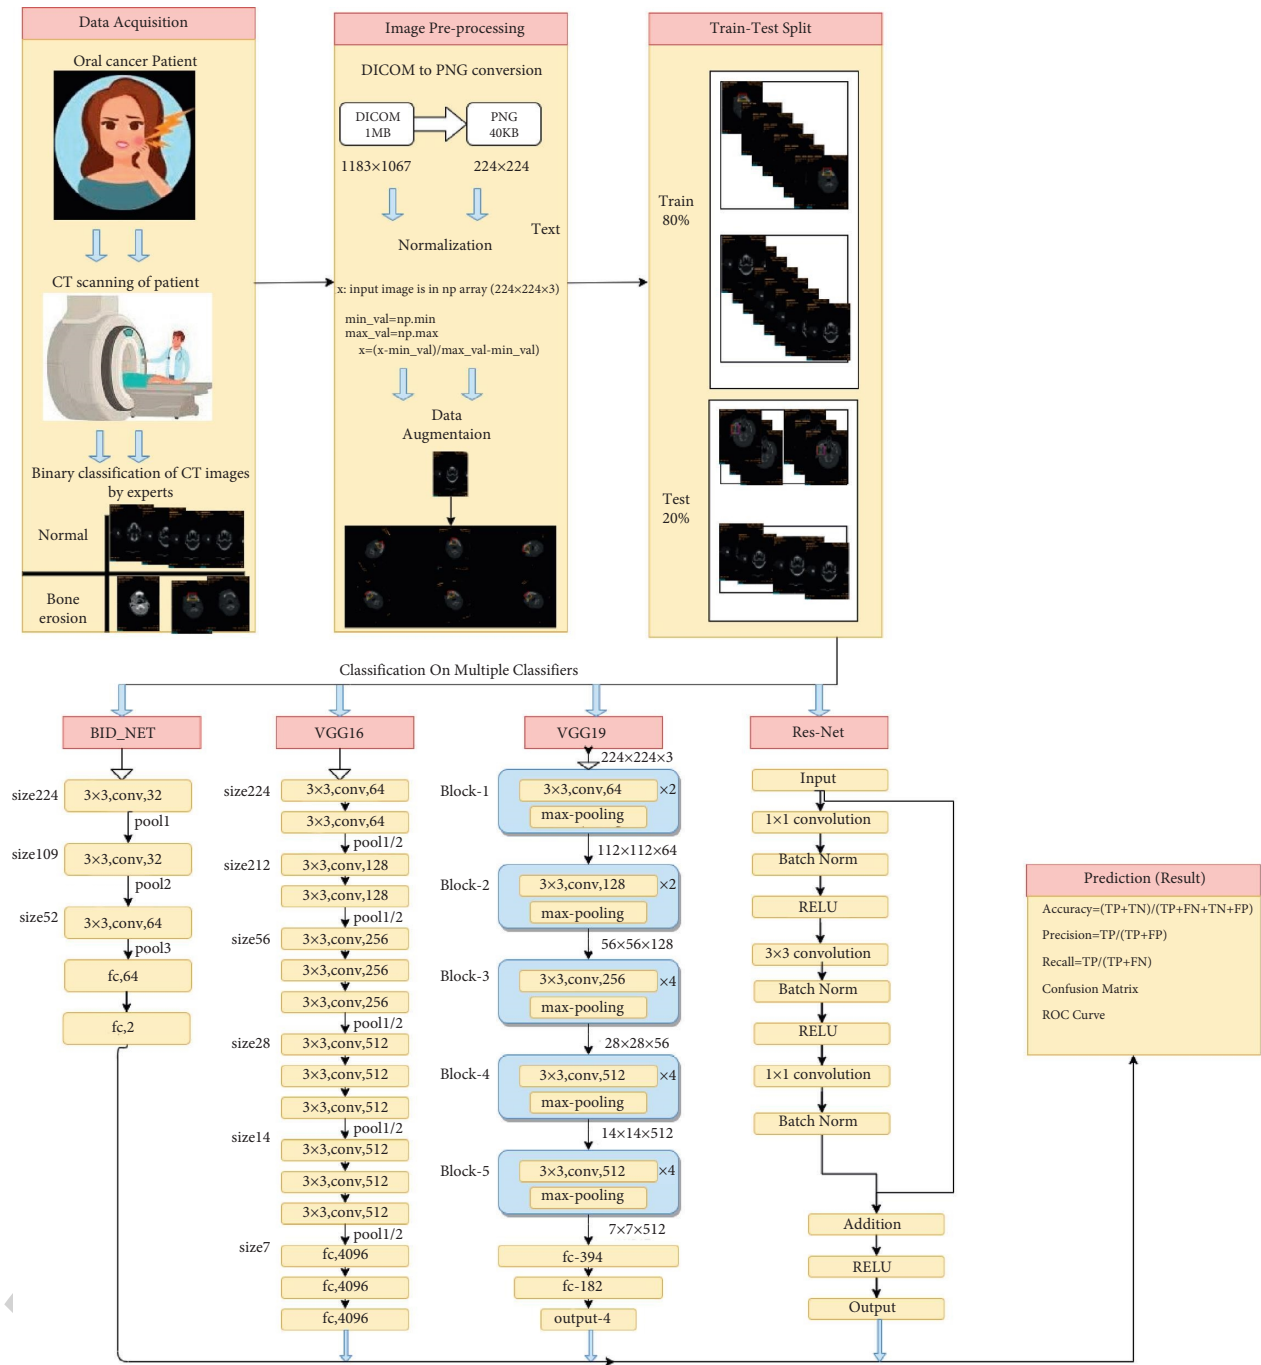 Data Acquisition
Oral cancer Patient
CT scanning of patient
Binary classification of CT images
by experts
Normal
Bone
erosion
Image Pre-processing
DICOM to PNG conversion
DICOM
1MB
PNG
40KB
1183×1067
224×224
Text
Normalization
x: input image is in np array (224×224×3)
min_val=np.min
max_val=np.max
x=(x-min_val)/max_val-min_val)
Data
Augmentaion
Train-Test Split
Train
80%
Test
20%
Classification On Multiple Classifiers
BID_NET
size224
3×3,conv,32
pool1
size109
3×3,conv,32
pool2
size52
3×3,conv,64
pool3
fc,64
fc,2
VGG16
size224
3×3,conv,64
3×3,conv,64
pool1/2
size212
3×3,conv,128
3×3,conv,128
pool1/2
size56
3×3,conv,256
3×3,conv,256
3×3,conv,256
pool1/2
size28
3×3,conv,512
3×3,conv,512
3×3,conv,512
pool1/2
size14
3×3,conv,512
3×3,conv,512
3×3,conv,512
pool1/2
size7
fc,4096
fc,4096
fc,4096
VGG19
224×224×3
Block-1
3×3,conv,64
×2
max-pooling
112×112×64
Block-2
3×3,conv,128
×2
max-pooling
56×56×128
Block-3
3×3,conv,256
×4
max-pooling
28×28×56
Block-4
3×3,conv,512
×4
max-pooling
14×14×512
Block-5
3×3,conv,512
×4
max-pooling
7×7×512
fc-394
fc-182
output-4
Res-Net
Input
1×1 convolution
Batch Norm
RELU
3×3 convolution
Batch Norm
RELU
1×1 convolution
Batch Norm
Addition
RELU
Output
Prediction (Result)
Accuracy=(TP+TN)/(TP+FN+TN+FP)
Precision=TP/(TP+FP)
Recall=TP/(TP+FN)
Confusion Matrix
ROC Curve